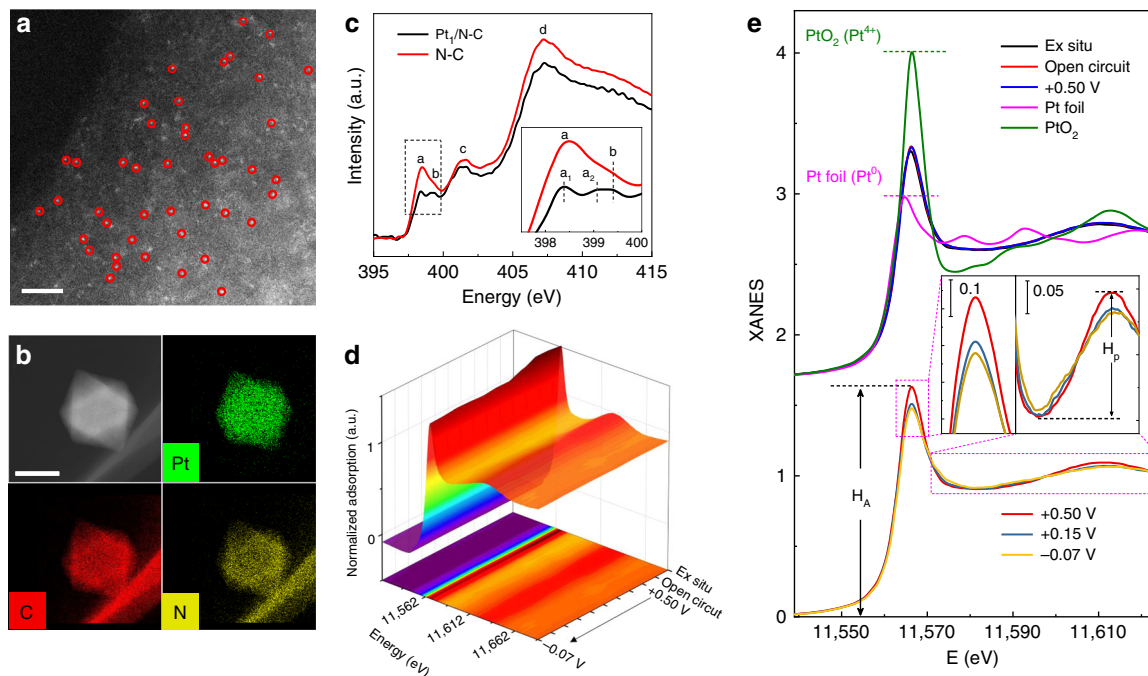 a
b
Pt
C
N
c
Intensity (a.u.)
Pt1/N-C
N-C
a
b
c
d
a
b
a1
a2
398
399
400
395
400
405
410
415
Energy (eV)
d
Normalized adsorption (a.u.)
1
0
11,562
11,612
11,662
Energy (eV)
Ex situ
Open circut
+0.50 V
–0.07 V
e
PtO2 (Pt4+)
Pt foil (Pt0)
Ex situ
Open circuit
+0.50 V
Pt foil
PtO2
XANES
4
3
2
1
0
0.1
0.05
Hp
HA
+0.50 V
+0.15 V
–0.07 V
11,550
11,570
11,590
11,610
E (eV)